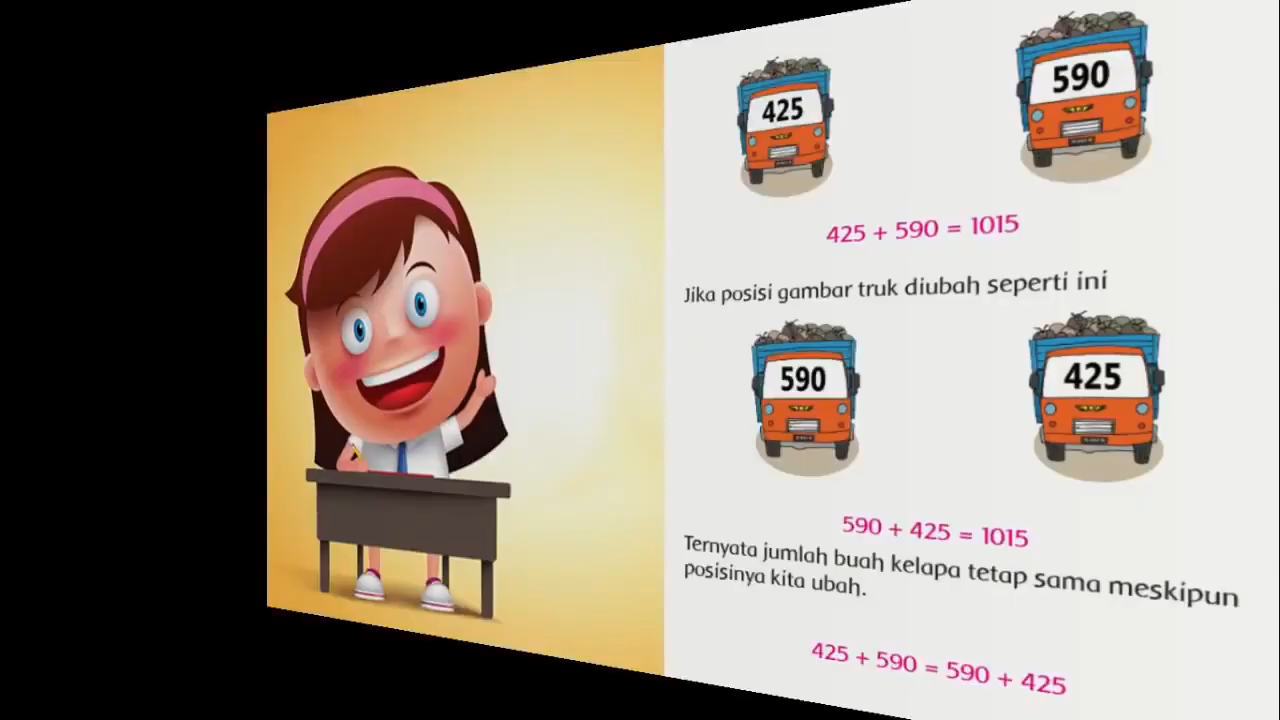 425
590
425 + 590 = 1015
Jika posisi gambar truk diubah seperti ini
590
425
590 + 425 = 1015
Ternyata jumlah buah kelapa tetap sama meskipun
posisinya kita ubah.
425 + 590 = 590 + 425